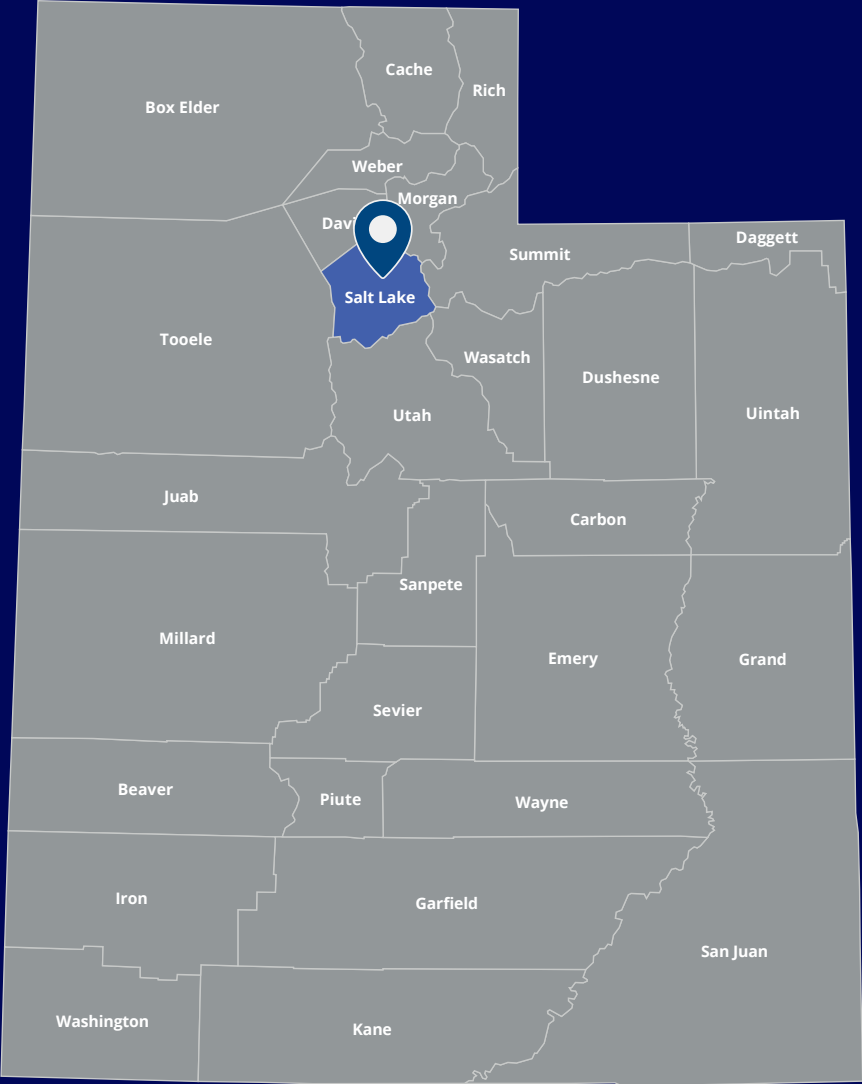 Cache
Rich
Box Elder
Weber
Morgan
Davi
Summit
Daggett
Salt Lake
Tooele
Wasatch
Dushesne
Utah
Uintah
Juab
Carbon
Sanpete
Millard
Emery
Grand
Sevier
Beaver
Piute
Wayne
Iron
Garfield
San Juan
Washington
Kane